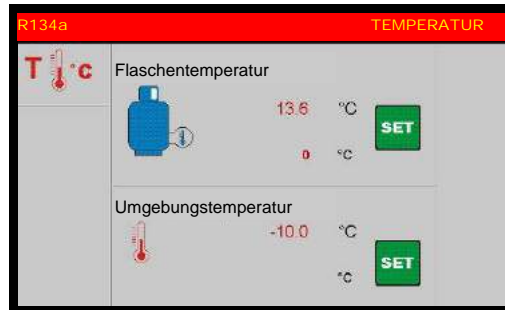 R134a TEMPERATUR
T °C
Flaschentemperatur
13.6 °C
SET
0 °C
Umgebungstemperatur
-10.0 °C
SET
°C